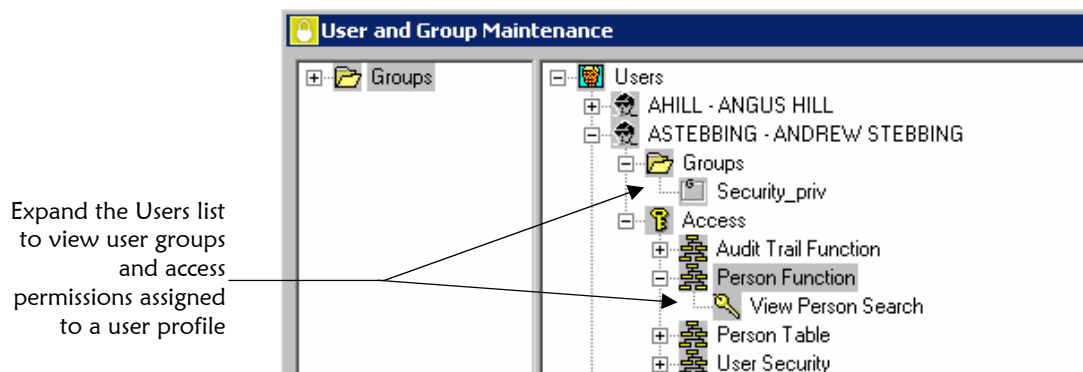 User and Group Maintenance
Groups
Users
AHILL - ANGUS HILL
ASTEBBING - ANDREW STEBBING
Groups
Security_priv
Access
Audit Trail Function
Person Function
View Person Search
Person Table
User Security
Expand the Users list
to view user groups
and access
permissions assigned
to a user profile